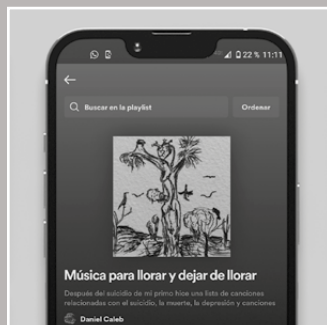 22 % 11:11
Buscar en la playlist
Ordenar
Música para llorar y dejar de llorar
Después del suicidio de mi primo hice una lista de canciones
relacionadas con el suicidio, la muerte, la depresión y canciones
Daniel Caleb